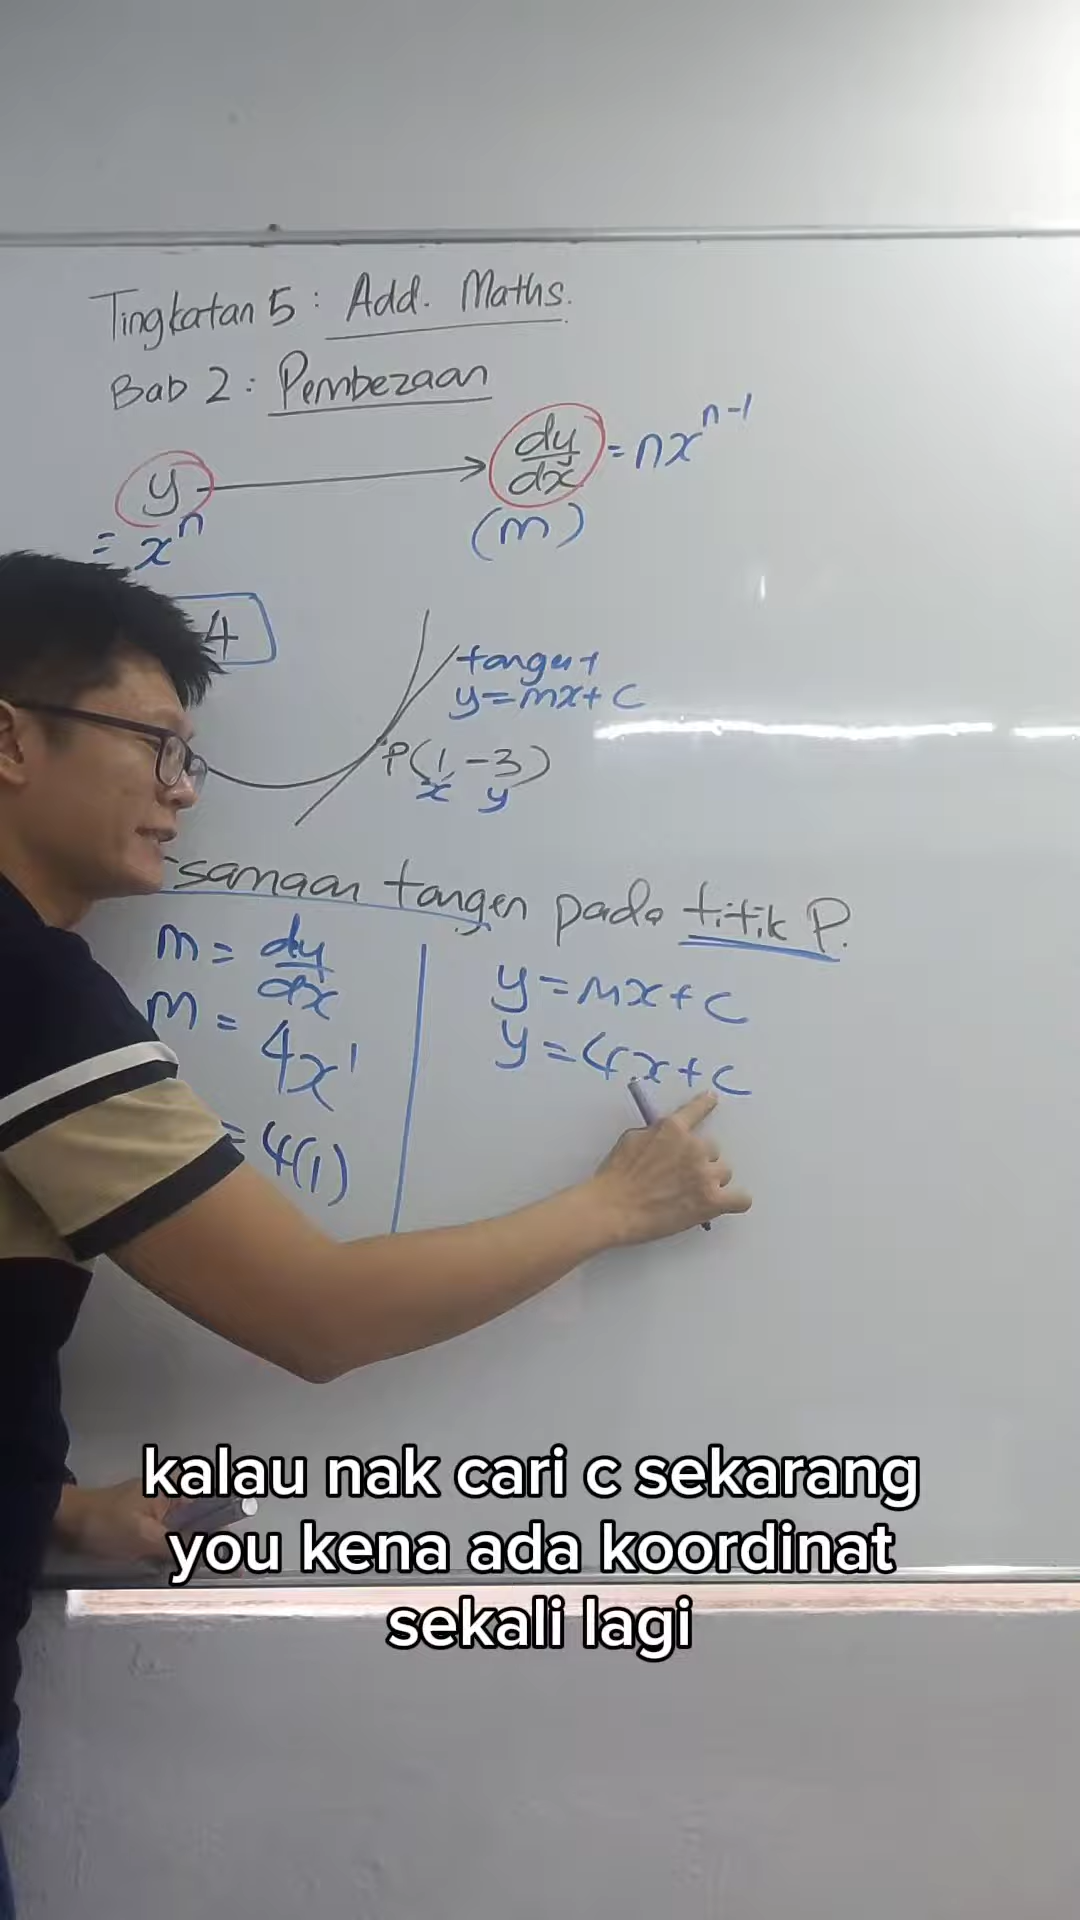 Tingkatan 5 : Add. Maths.
Bab 2 : Pembezaan
y → dy/dx = nx^(n-1)
= x^n
(m)
4
tangen
y = mx + c
P(1, -3)
x y
samaan tangen pada titik P.
m = dy/dx
m = 4x^1
= 4(1)
y = mx + c
y = 4x + c
kalau nak cari c sekarang
you kena ada koordinat
sekali lagi